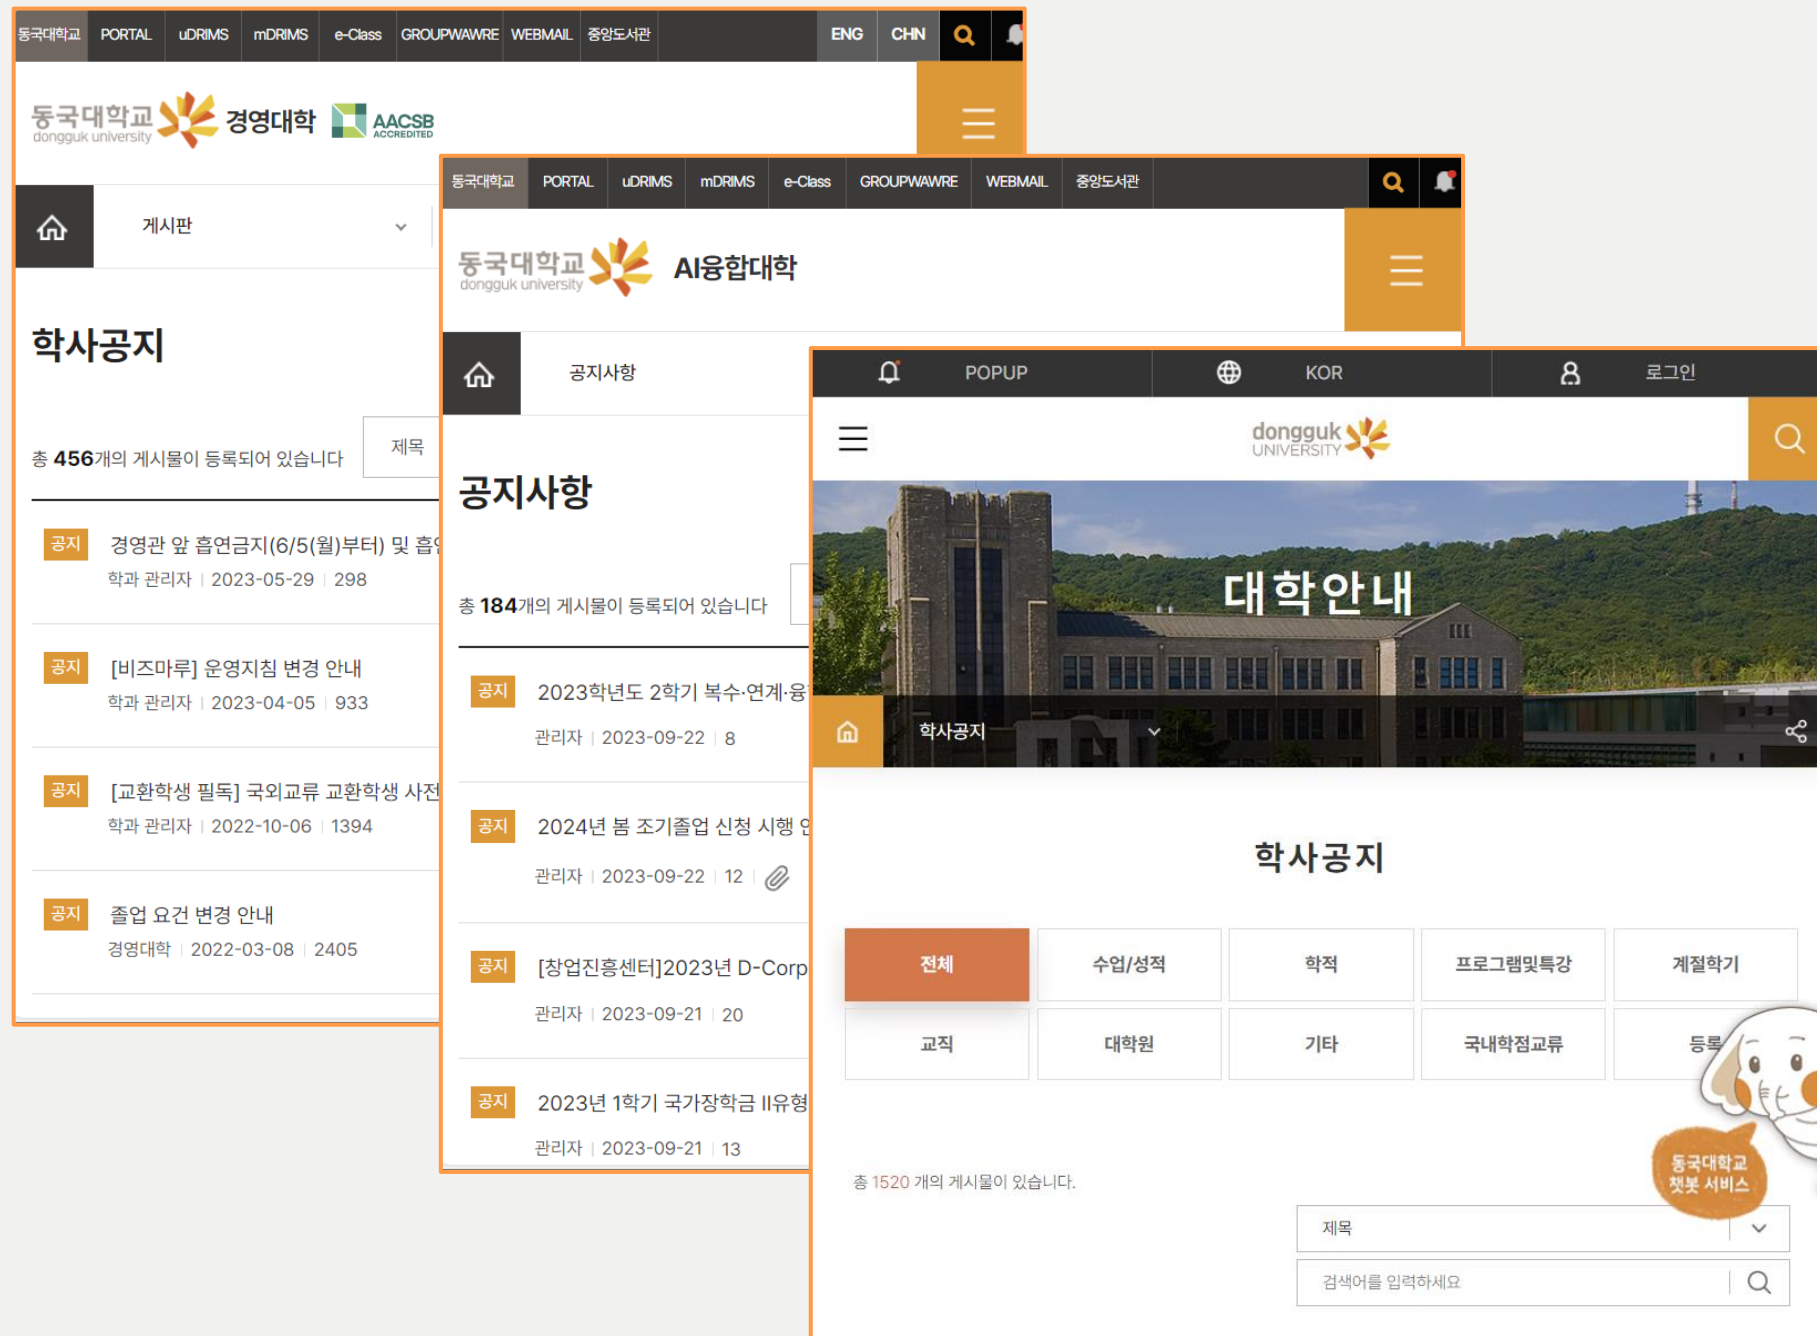 동국대학교 PORTAL uDRIMS mDRIMS e-Class GROUPWAWRE WEBMAIL 중앙도서관 ENG CHN
동국대학교 dongguk university 경영대학 AACSB ACCREDITED
게시판
학사공지
총 456개의 게시물이 등록되어 있습니다 제목
공지 경영관 앞 흡연금지(6/5(월)부터) 및
학과 관리자 2023-05-29 298
공지 [비즈마루] 운영지침 변경 안내
학과 관리자 2023-04-05 933
공지 [교환학생 필독] 국외교류 교환학생 사전
학과 관리자 2022-10-06 1394
공지 졸업 요건 변경 안내
경영대학 2022-03-08 2405
동국대학교 PORTAL uDRIMS mDRIMS e-Class GROUPWAWRE WEBMAIL 중앙도서관
동국대학교 dongguk university AI융합대학
공지사항
공지사항
총 184개의 게시물이 등록되어 있습니다
공지 2023학년도 2학기 복수·연계·융
관리자 2023-09-22 8
공지 2024년 봄 조기졸업 신청 시행
관리자 2023-09-22 12
공지 [창업진흥센터]2023년 D-Corp
관리자 2023-09-21 20
공지 2023년 1학기 국가장학금 II유형
관리자 2023-09-21 13
POPUP KOR 로그인
dongguk UNIVERSITY
대학안내
학사공지
학사공지
전체 수업/성적 학적 프로그램및특강 계절학기
교직 대학원 기타 국내학점교류 등록
동국대학교
챗봇 서비스
총 1520 개의 게시물이 있습니다.
제목
검색어를 입력하세요